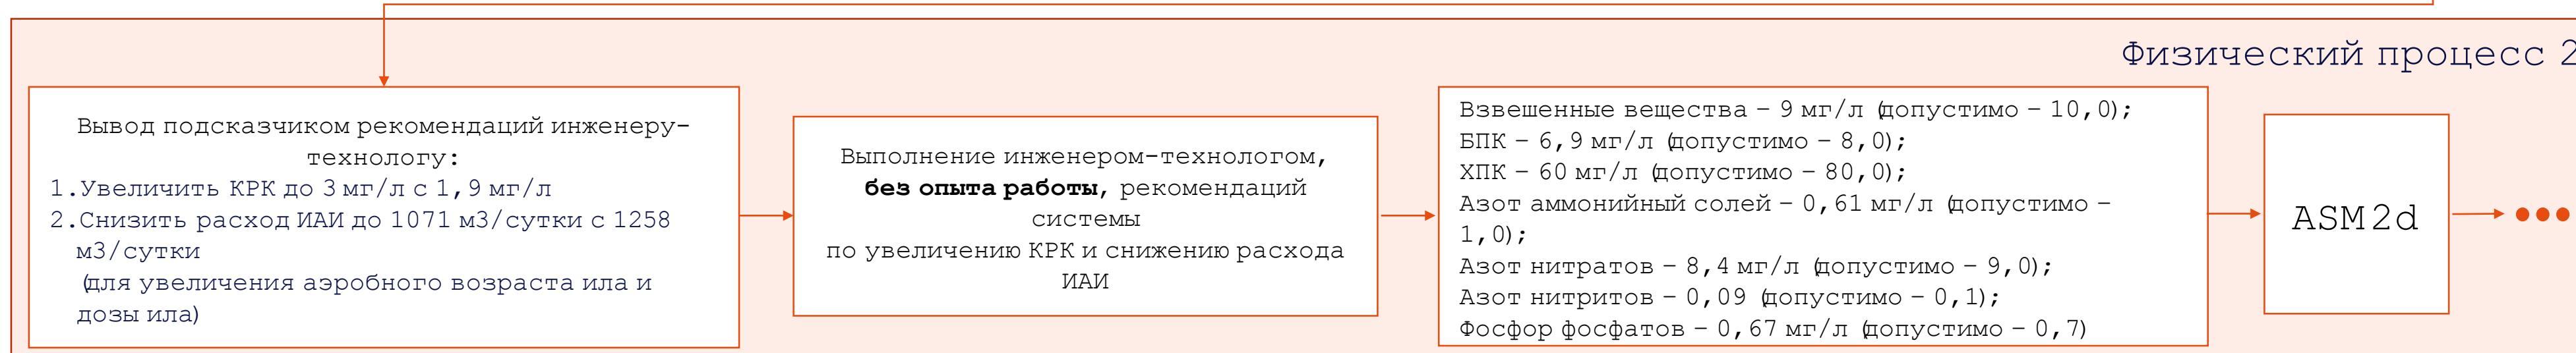 Физический процесс 2
Вывод подсказчиком рекомендаций инженеру-
технологу:
1.Увеличить КРК до 3 мг/л с 1,9 мг/л
2.Снизить расход ИАИ до 1071 м3/сутки с 1258
м3/сутки
(для увеличения аэробного возраста ила и
дозы ила)
Выполнение инженером-технологом,
без опыта работы, рекомендаций
системы
по увеличению КРК и снижению расхода
ИАИ
Взвешенные вещества – 9 мг/л (допустимо – 10,0);
БПК – 6,9 мг/л (допустимо – 8,0);
ХПК – 60 мг/л (допустимо – 80,0);
Азот аммонийный солей – 0,61 мг/л (допустимо –
1,0);
Азот нитратов – 8,4 мг/л (допустимо – 9,0);
Азот нитритов – 0,09 (допустимо – 0,1);
Фосфор фосфатов – 0,67 мг/л (допустимо – 0,7)
ASM2d